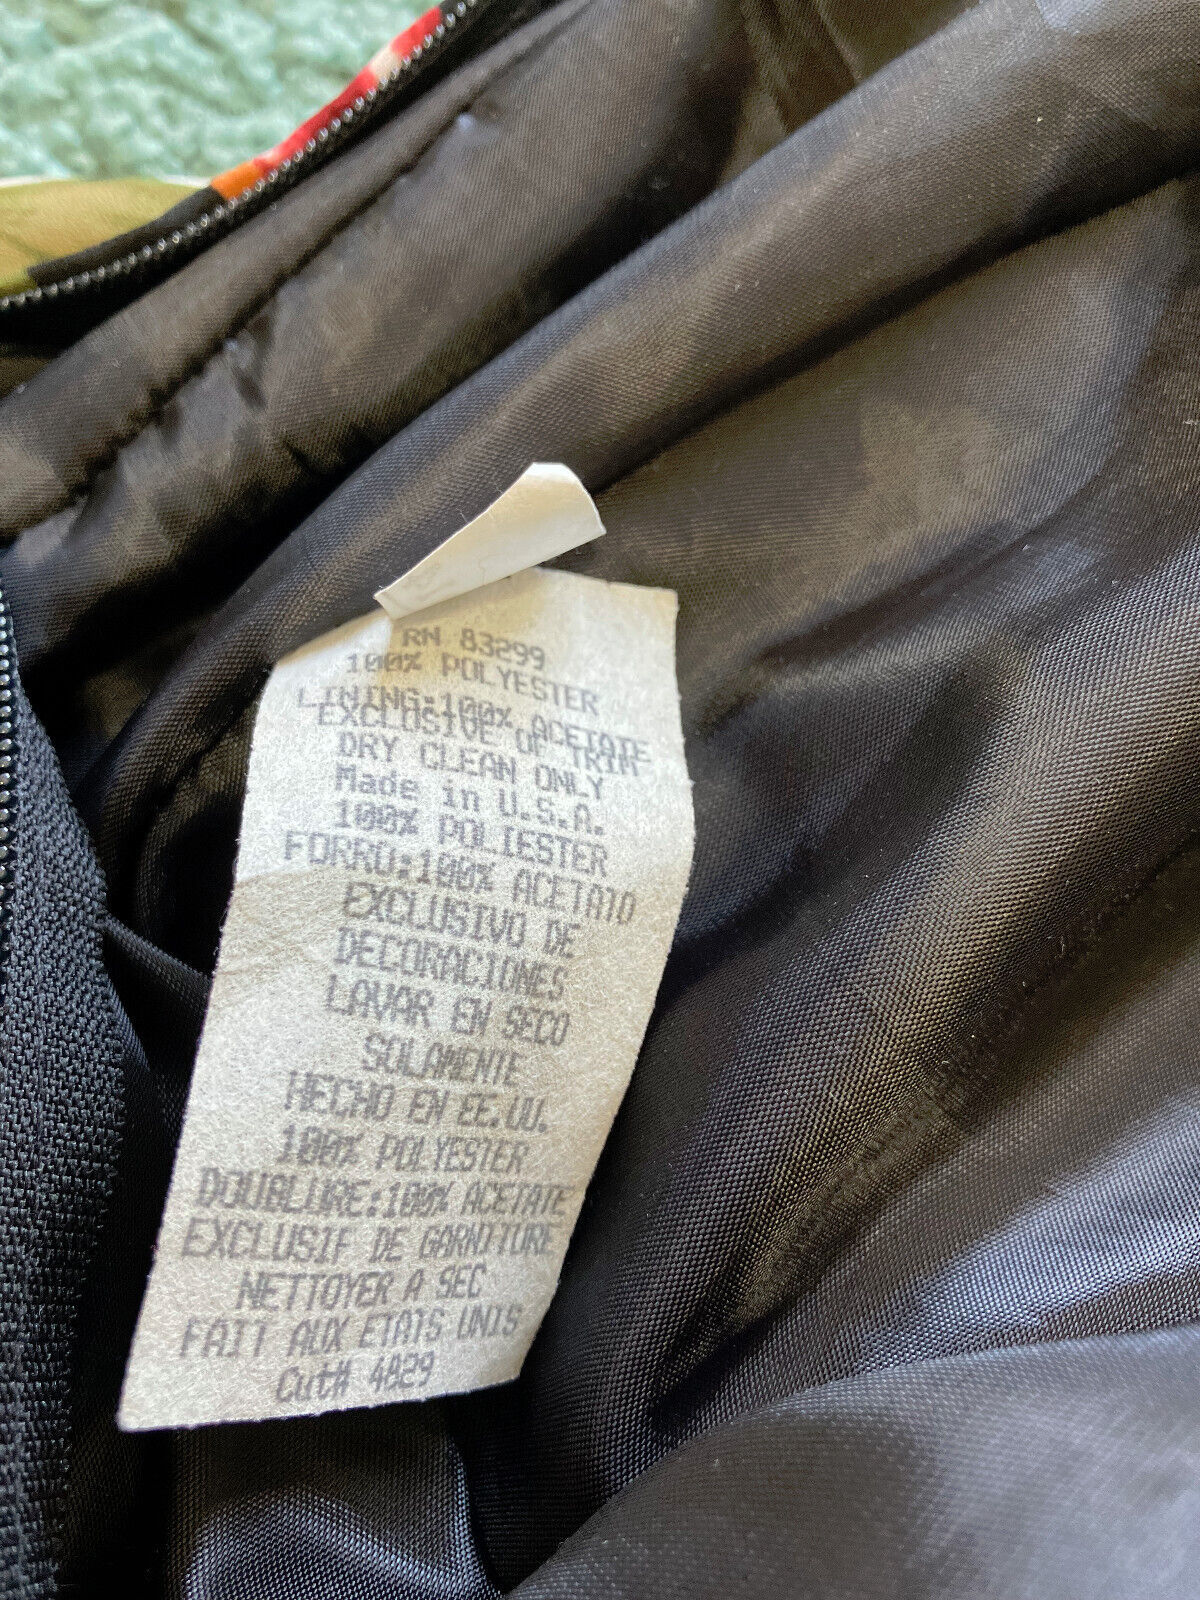 RN 83299
100% POLYESTER
LINING:100% ACETATE
EXCLUSIVE OF TRIM
DRY CLEAN ONLY
Made in U.S.A.
100% POLIESTER
FORRO:100% ACETATO
EXCLUSIVO DE
DECORACIONES
LAVAR EN SECO
SOLAMENTE
HECHO EN EE.UU.
100% POLYESTER
DOUBLURE:100% ACETATE
EXCLUSIF DE GARNITURE
NETTOYER A SEC
FAIT AUX ETATS UNIS
Cut# 4829